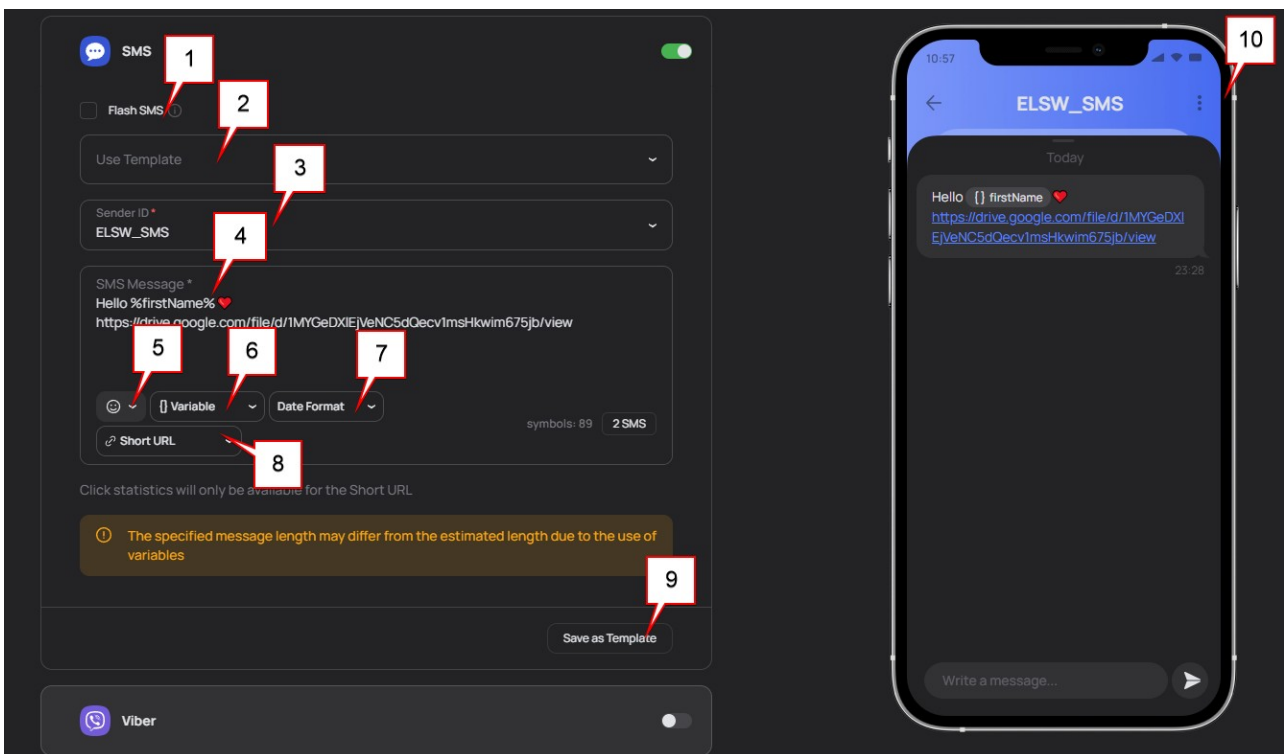 SMS
1
Flash SMS
2
Use Template
3
Sender ID *
ELSW_SMS
4
SMS Message *
Hello %firstName% ❤
https://drive.google.com/file/d/1MYGeDXlEjVeNC5dQecv1msHkwim675jb/view
5
6
7
{} Variable
Date Format
symbols: 89
2 SMS
Short URL
8
Click statistics will only be available for the Short URL
The specified message length may differ from the estimated length due to the use of
variables
9
Save as Template
Viber
10
10:57
ELSW_SMS
Today
Hello {} firstName ❤
https://drive.google.com/file/d/1MYGeDXl
EjVeNC5dQecv1msHkwim675jb/view
23:28
Write a message...